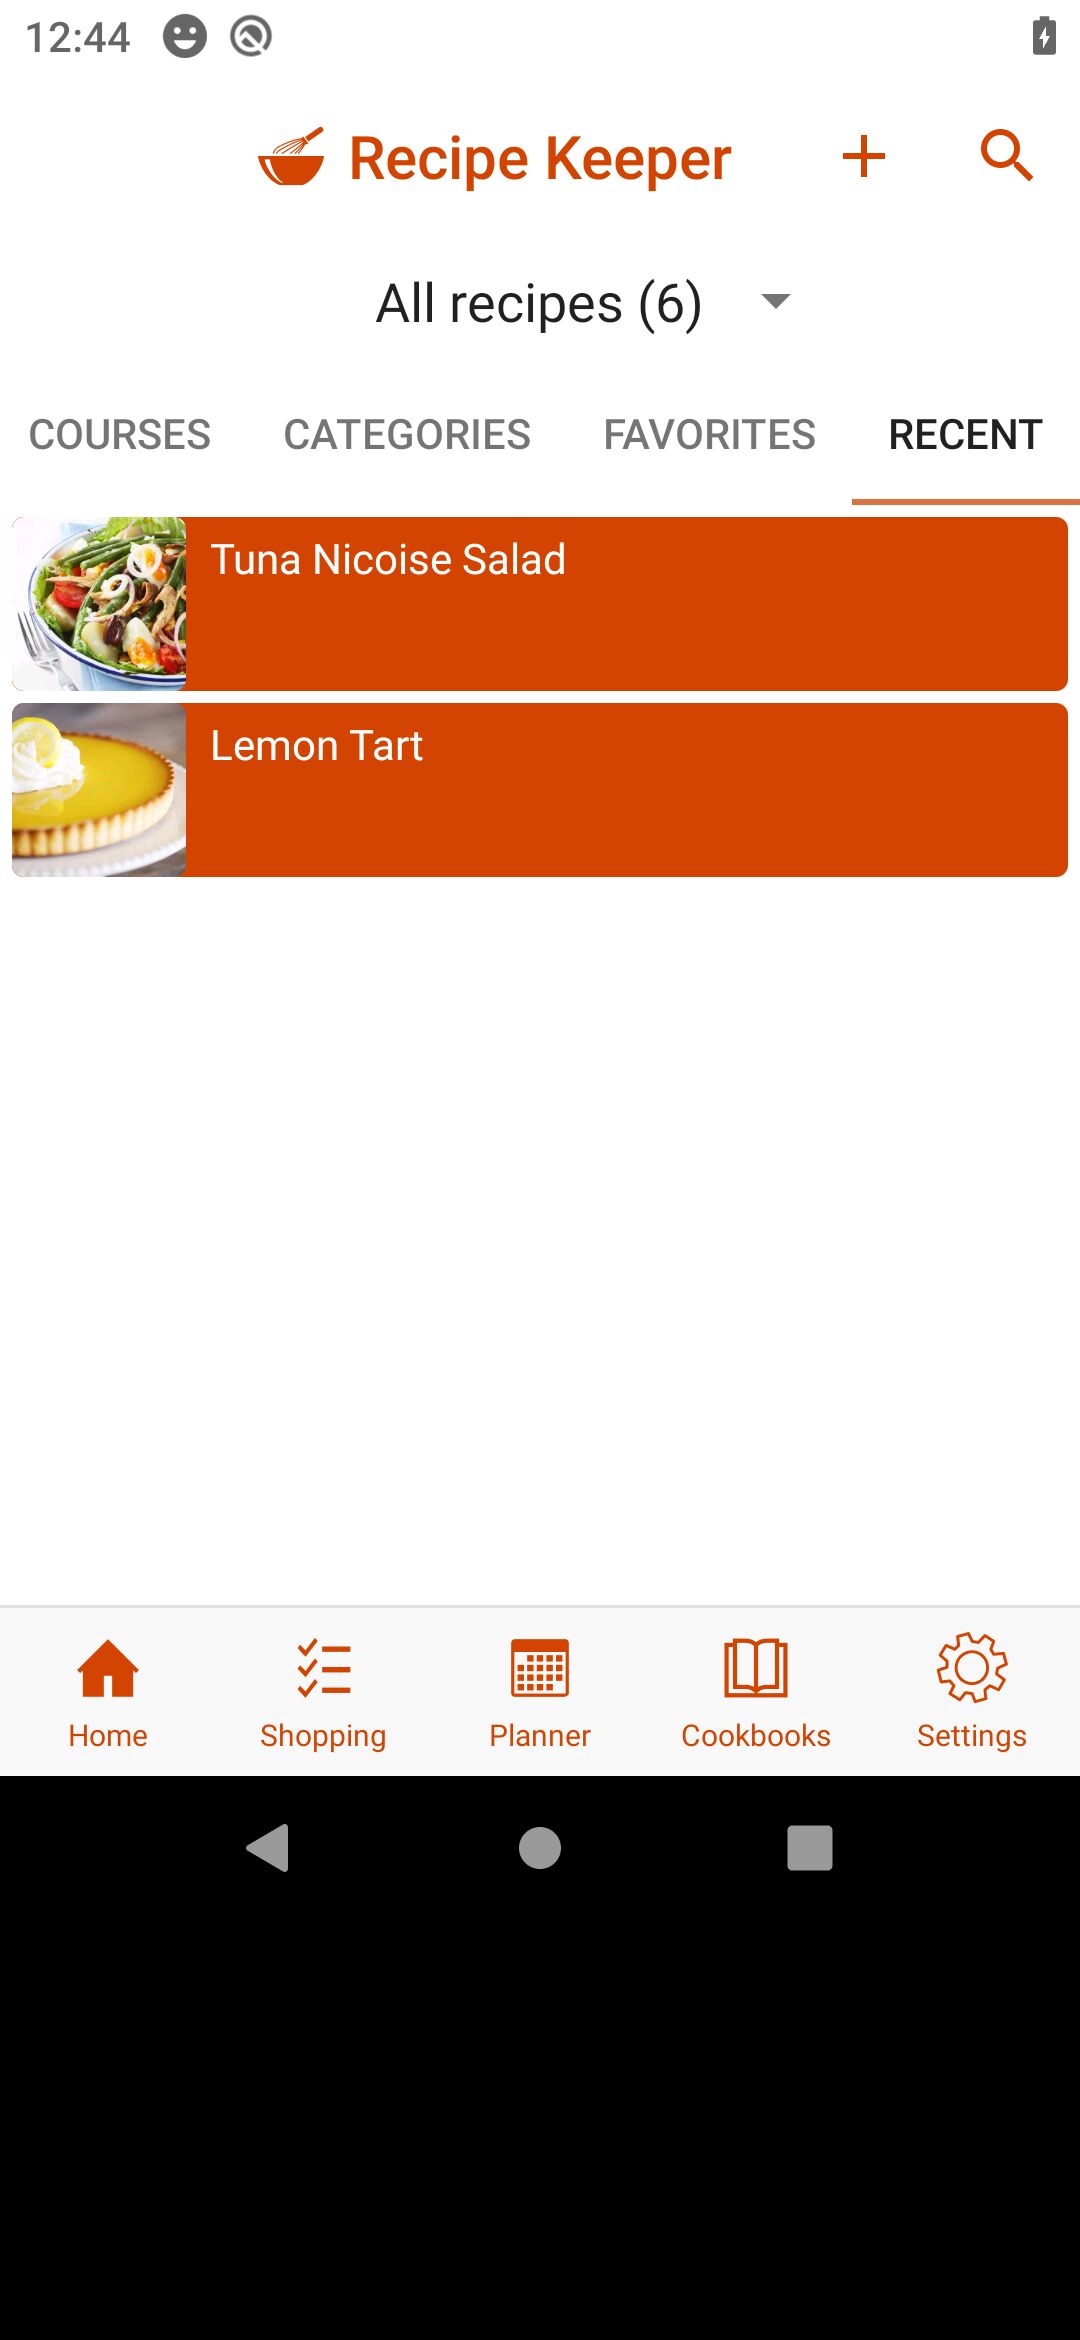 12:44
Recipe Keeper
All recipes (6)
COURSES CATEGORIES FAVORITES RECENT
Tuna Nicoise Salad
Lemon Tart
Home Shopping Planner Cookbooks Settings